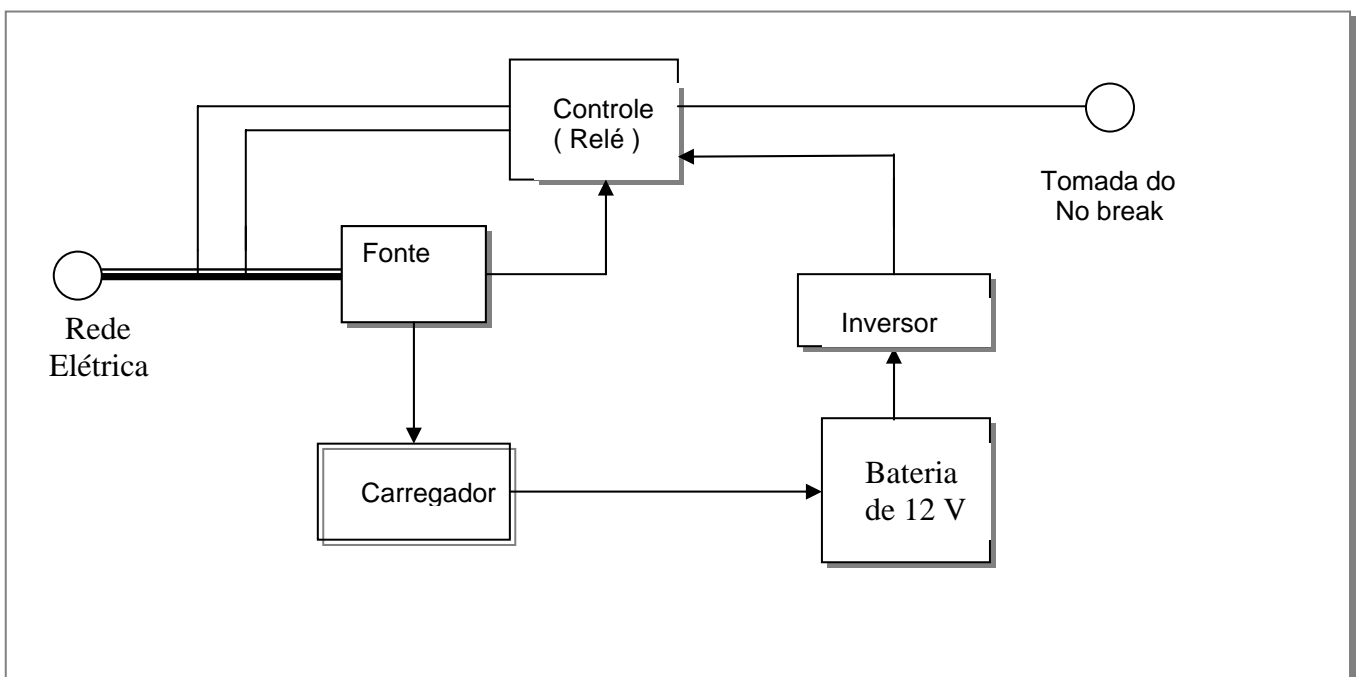 Controle
( Relé )
Tomada do
No break
Fonte
Rede
Elétrica
Inversor
Carregador
Bateria
de 12 V